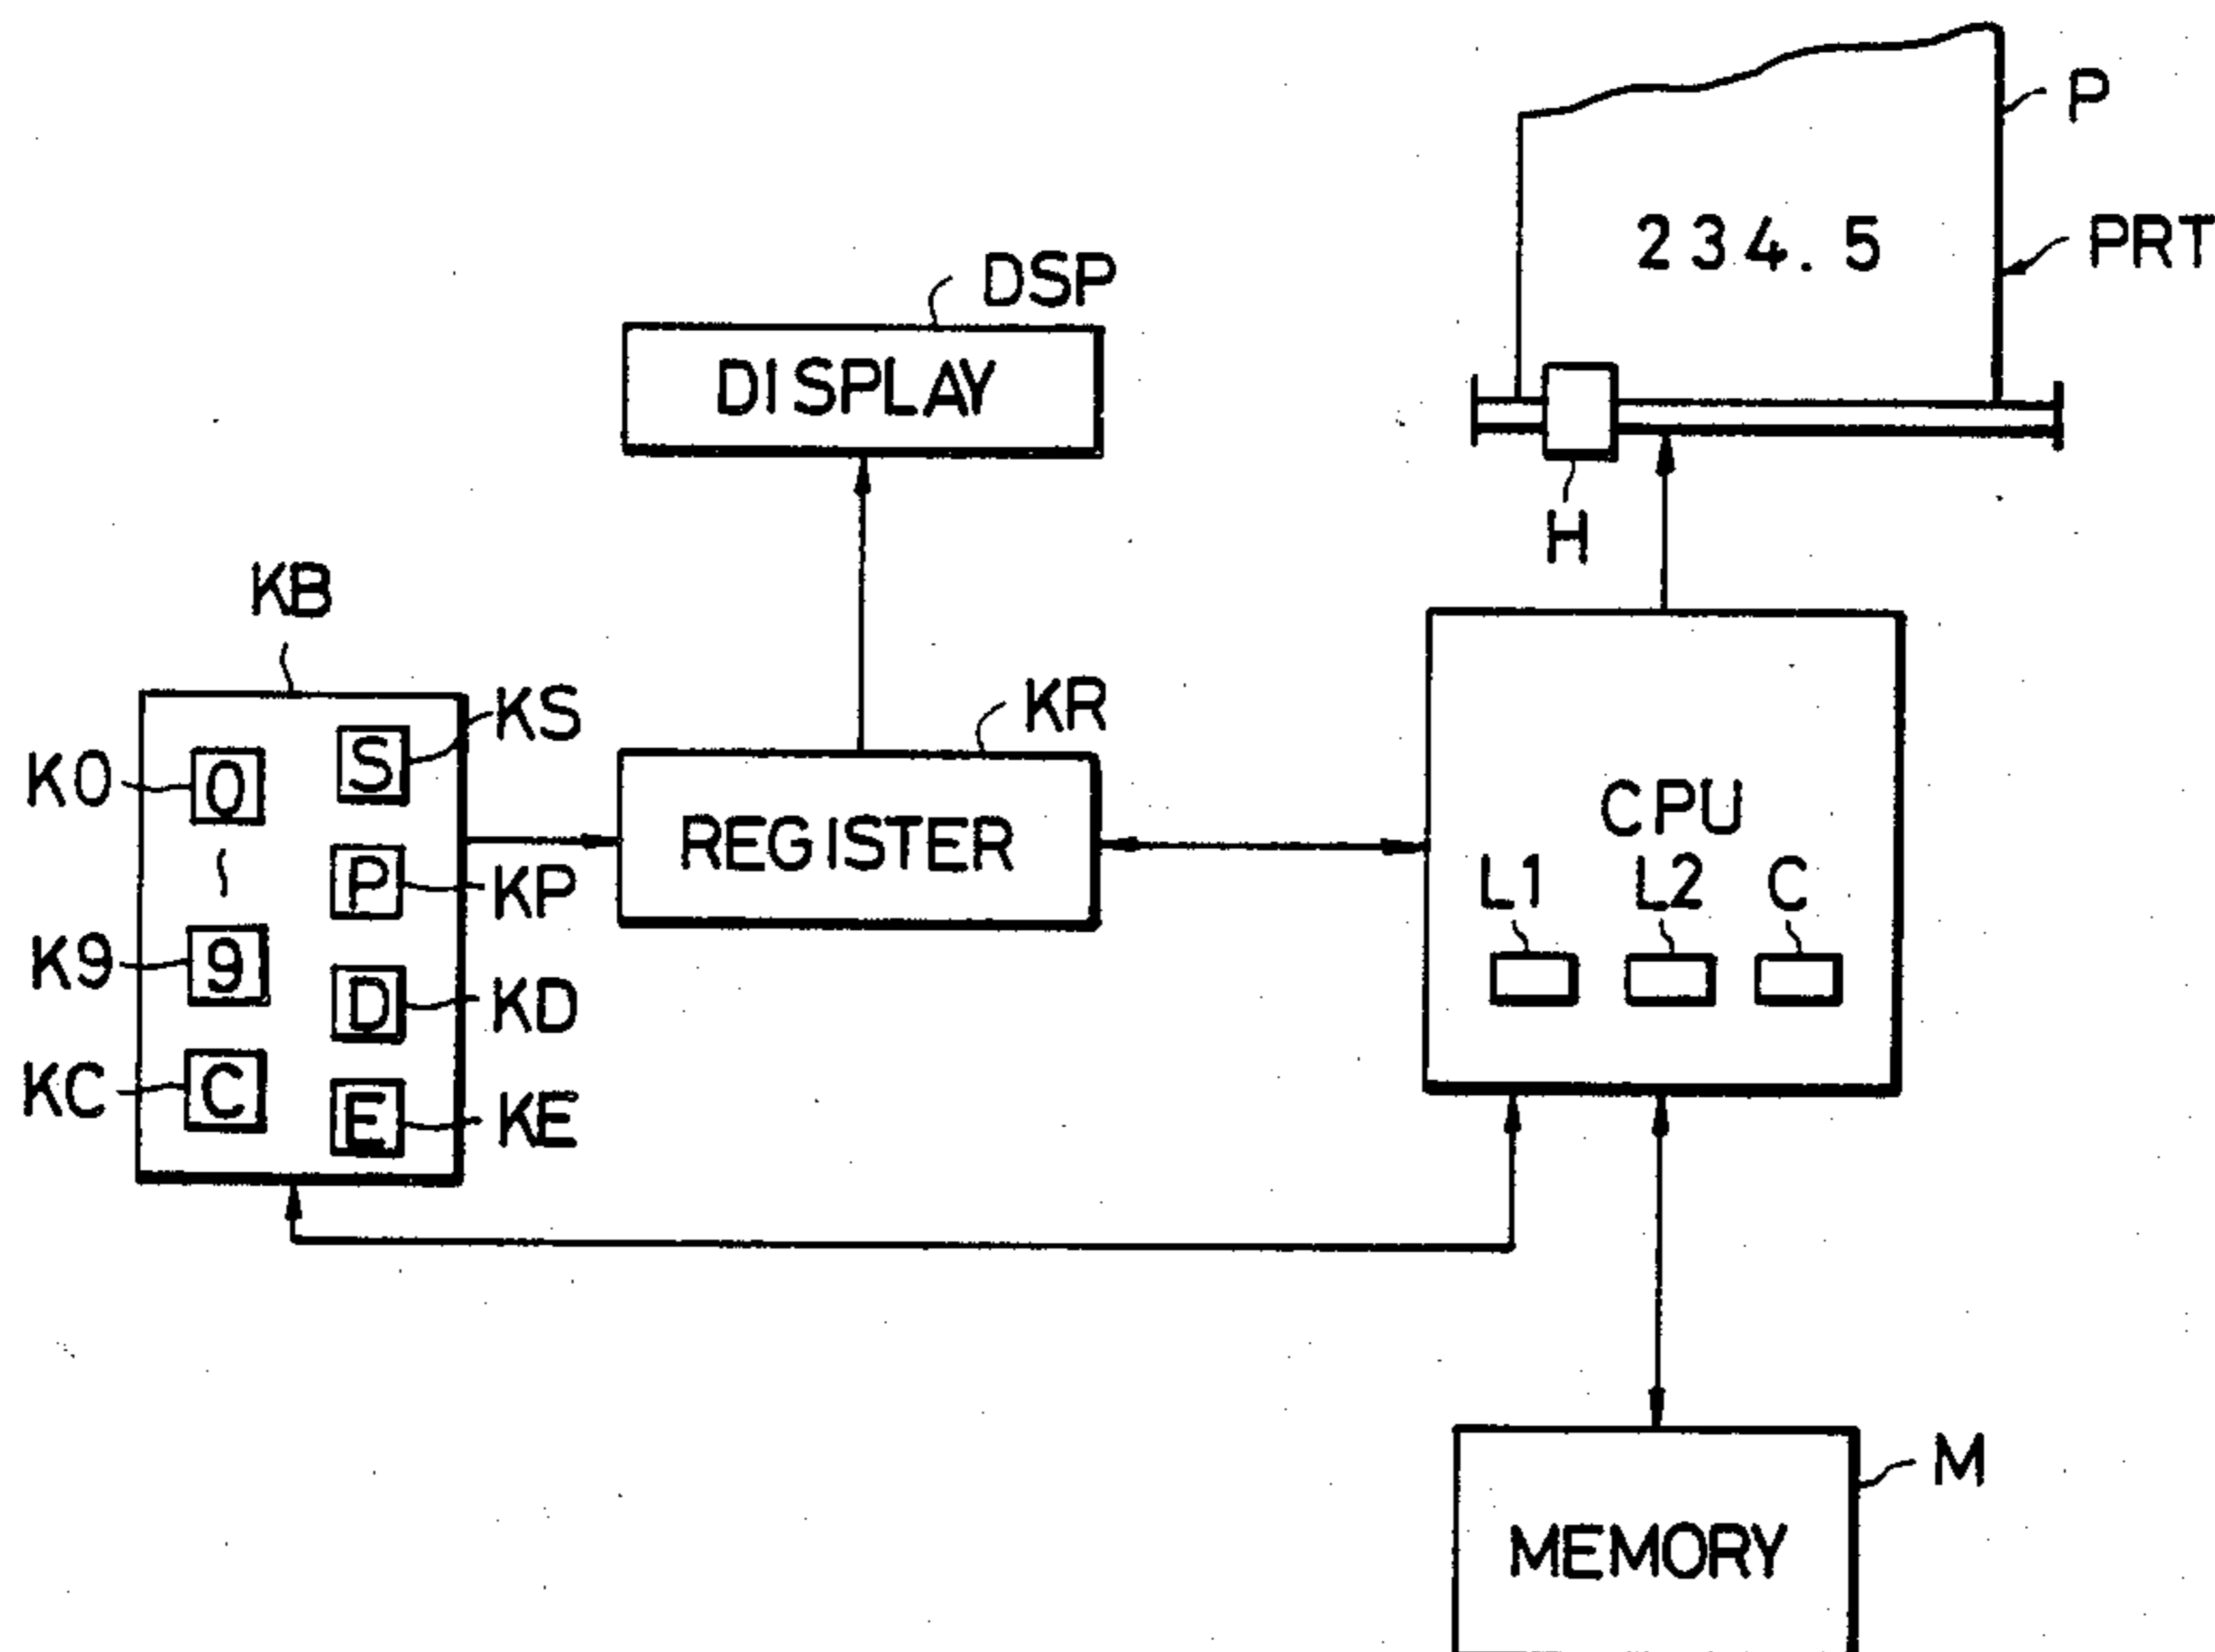 P
234.5
PRT
DSP
DISPLAY
H
KB
KS
KR
K0
0
S
REGISTER
CPU
P
KP
L1
L2
C
K9
9
D
KD
KC
C
E
KE
M
MEMORY